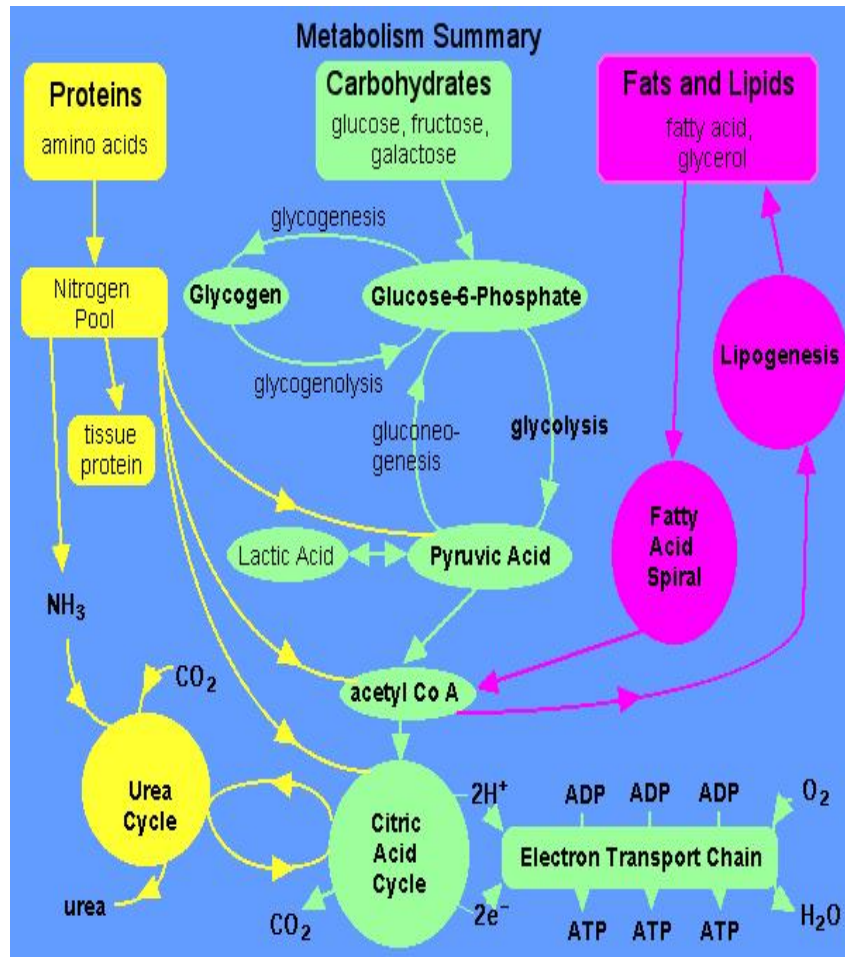 Metabolism Summary
Proteins
amino acids
Carbohydrates
glucose, fructose,
galactose
Fats and Lipids
fatty acid,
glycerol
glycogenesis
Nitrogen
Pool
Glycogen
Glucose-6-Phosphate
Lipogenesis
glycogenolysis
tissue
protein
gluconeo-
genesis
glycolysis
Fatty
Acid
Spiral
Lactic Acid
Pyruvic Acid
NH₃
CO₂
acetyl Co A
Urea
Cycle
Citric
Acid
Cycle
2H⁺
ADP ADP ADP
O₂
Electron Transport Chain
urea
CO₂
2e⁻
ATP ATP ATP
H₂O